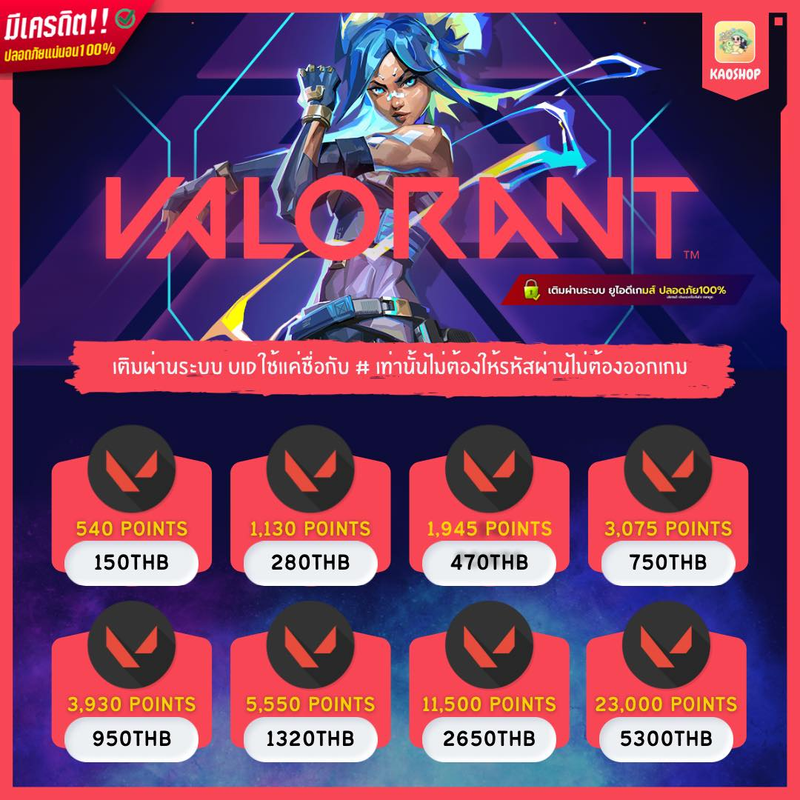 มีเครดิต!!
ปลอดภัยแน่นอน100%
KAOSHOP
VALORANT™
เติมผ่านระบบ ยูไอดีเกมส์ ปลอดภัย100%
เติมผ่านระบบ UID ใช้แค่ชื่อกับ # เท่านั้นไม่ต้องให้รหัสผ่านไม่ต้องออกเกม
540 POINTS
150THB
1,130 POINTS
280THB
1,945 POINTS
470THB
3,075 POINTS
750THB
3,930 POINTS
950THB
5,550 POINTS
1320THB
11,500 POINTS
2650THB
23,000 POINTS
5300THB